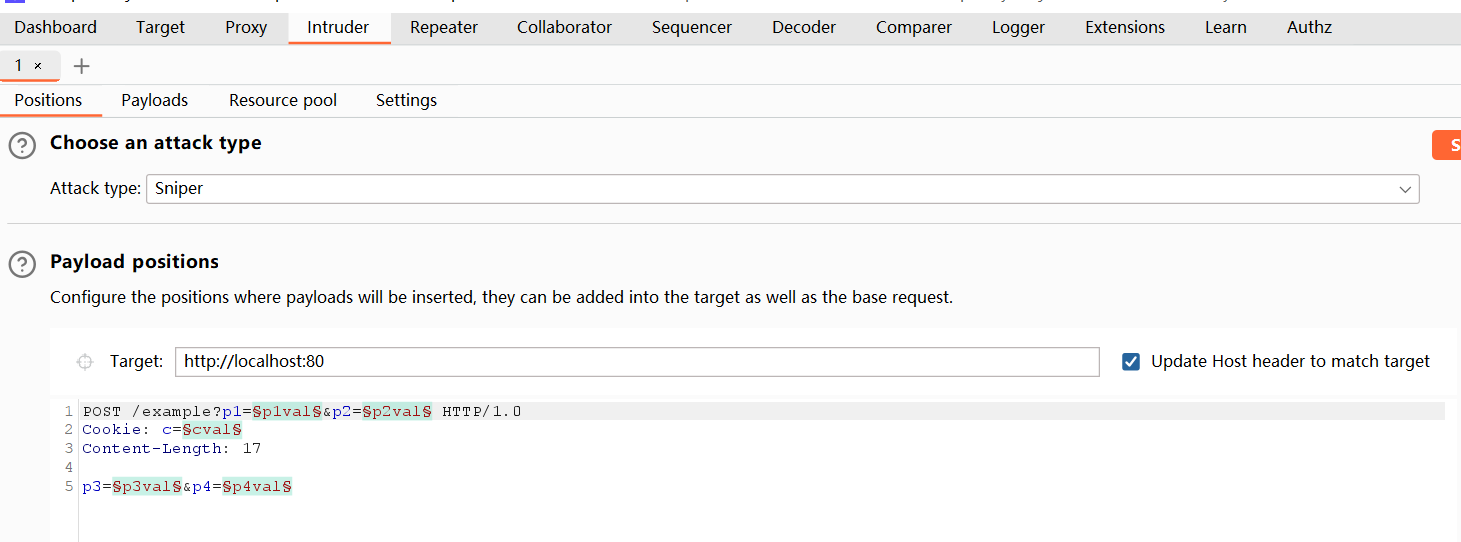 Dashboard Target Proxy Intruder Repeater Collaborator Sequencer Decoder Comparer Logger Extensions Learn Authz
1 × +
Positions Payloads Resource pool Settings
? Choose an attack type
S
Attack type: Sniper
? Payload positions
Configure the positions where payloads will be inserted, they can be added into the target as well as the base request.
Target: http://localhost:80 Update Host header to match target
1 POST /example?p1=§p1val§&p2=§p2val§ HTTP/1.0
2 Cookie: c=§cval§
3 Content-Length: 17
4
5 p3=§p3val§&p4=§p4val§